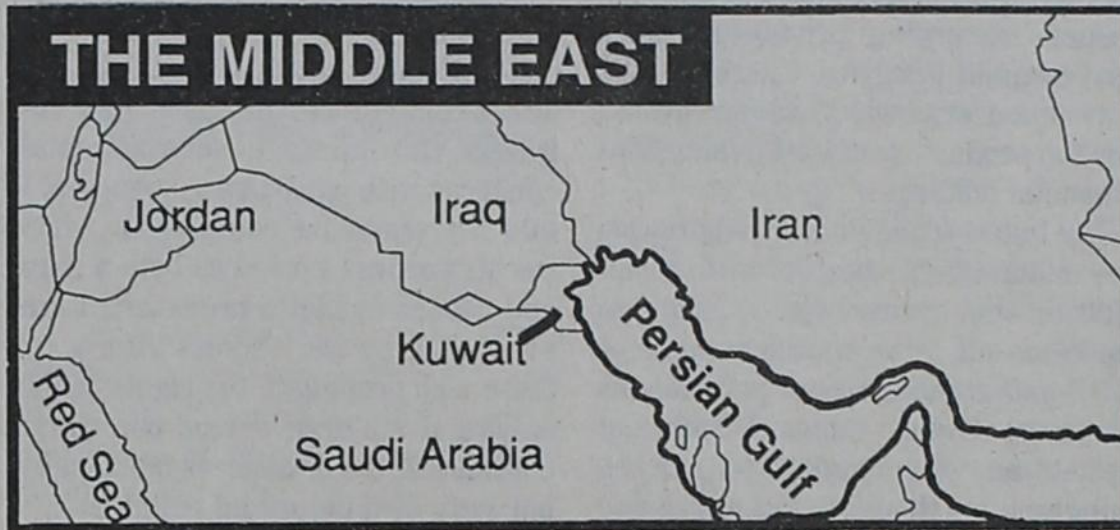 THE MIDDLE EAST
Jordan
Iraq
Iran
Kuwait
Persian Gulf
Red Sea
Saudi Arabia